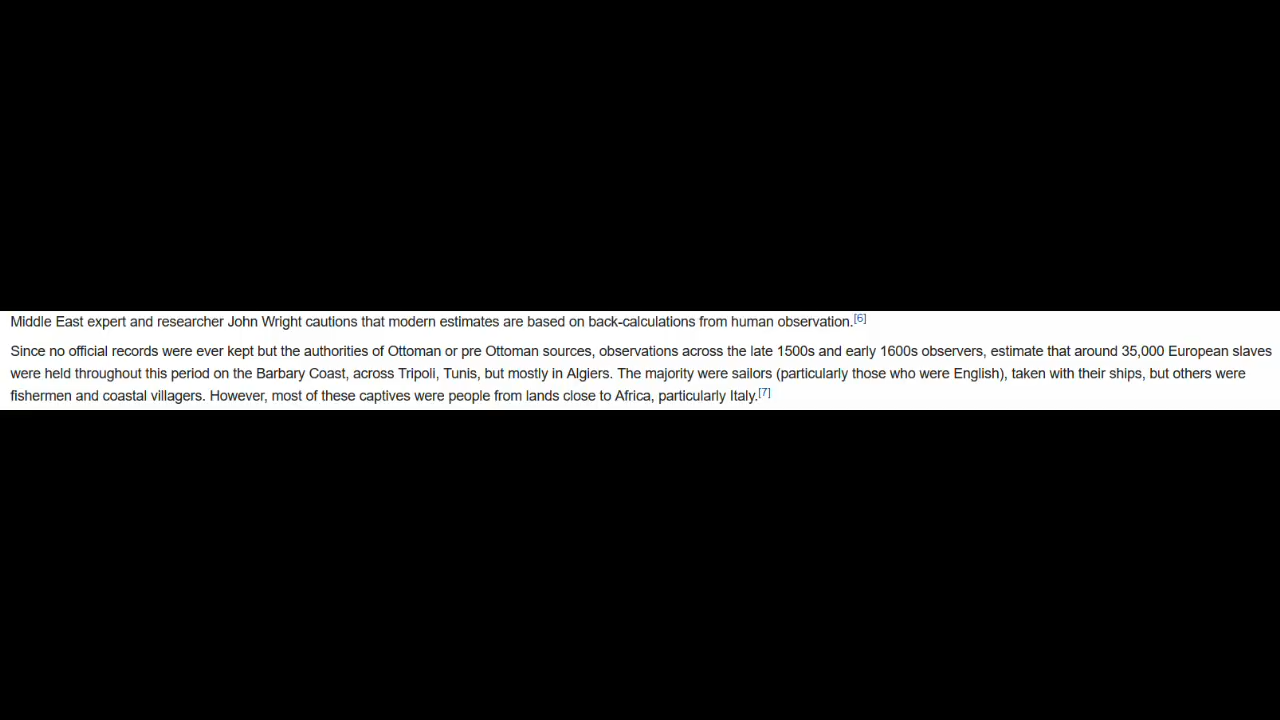 Middle East expert and researcher John Wright cautions that modern estimates are based on back-calculations from human observation.[6]
Since no official records were ever kept but the authorities of Ottoman or pre Ottoman sources, observations across the late 1500s and early 1600s observers, estimate that around 35,000 European slaves
were held throughout this period on the Barbary Coast, across Tripoli, Tunis, but mostly in Algiers. The majority were sailors (particularly those who were English), taken with their ships, but others were
fishermen and coastal villagers. However, most of these captives were people from lands close to Africa, particularly Italy.[7]